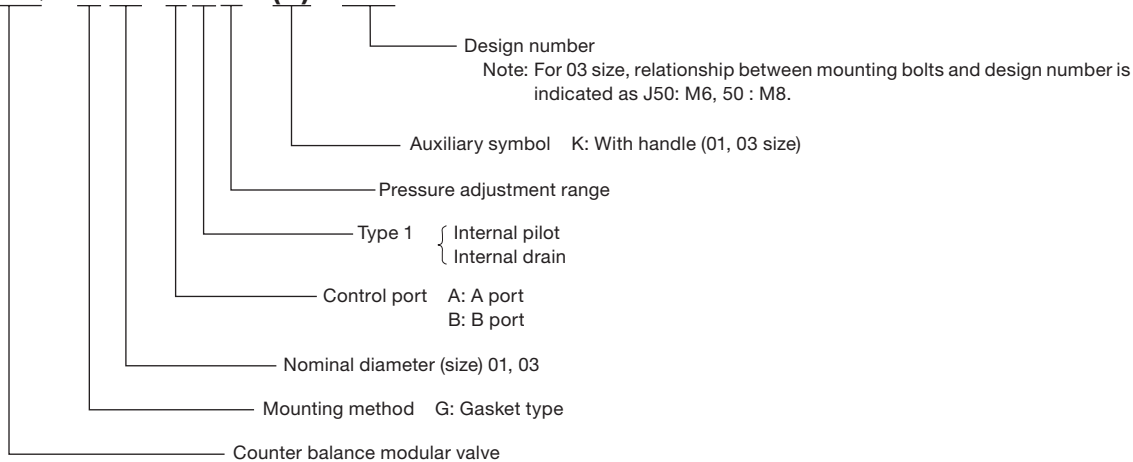 Design number
Note: For 03 size, relationship between mounting bolts and design number is
indicated as J50: M6, 50 : M8.
Auxiliary symbol K: With handle (01, 03 size)
Pressure adjustment range
Type 1 Internal pilot
Internal drain
Control port A: A port
B: B port
Nominal diameter (size) 01, 03
Mounting method G: Gasket type
Counter balance modular valve